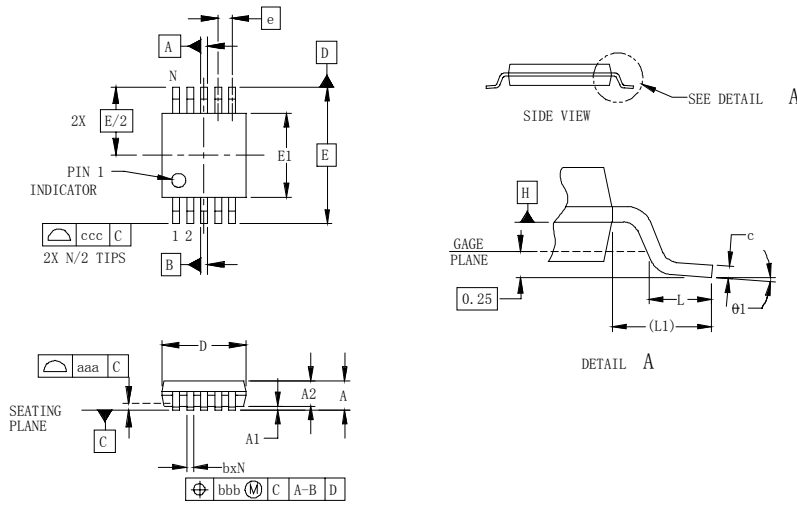 e
A
D
N
2X E/2
E1
E
PIN 1
INDICATOR
ccc C
1 2
2X N/2 TIPS
B
SIDE VIEW
SEE DETAIL A
H
GAGE
PLANE
c
0.25
L
(L1)
θ1
DETAIL A
D
aaa C
A2
A
SEATING
PLANE
C
A1
bxN
⌖ bbb Ⓜ C A-B D